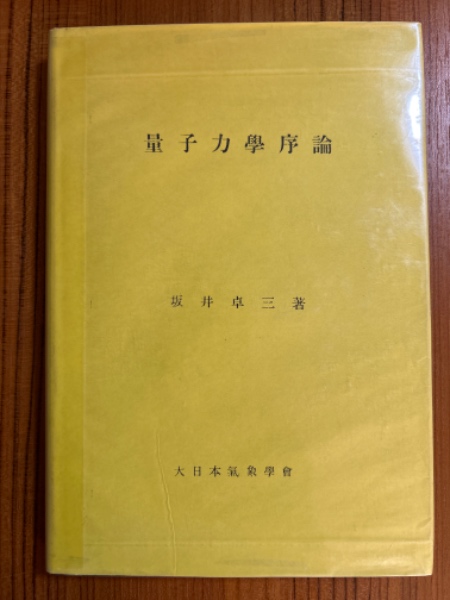 量子力學序論
坂井卓三著
大日本氣象學會